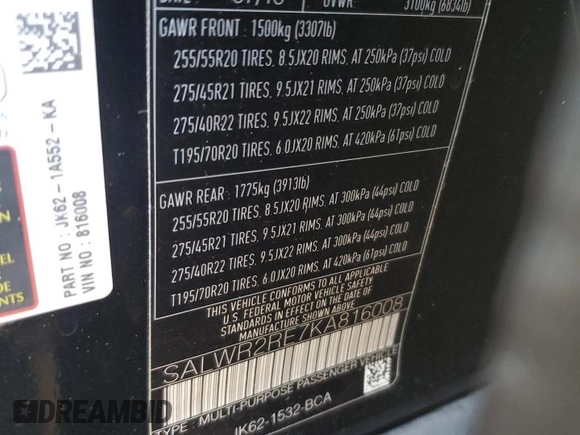 GVWR 3100kg (6834lb)
GAWR FRONT : 1500kg (3307lb)
255/55R20 TIRES, 8.5JX20 RIMS, AT 250kPa (37psi) COLD
275/45R21 TIRES, 9.5JX21 RIMS, AT 250kPa (37psi) COLD
275/40R22 TIRES, 9.5JX22 RIMS, AT 250kPa (37psi) COLD
T195/70R20 TIRES, 6.0JX20 RIMS, AT 420kPa (61psi) COLD
GAWR REAR : 1775kg (3913lb)
255/55R20 TIRES, 8.5JX20 RIMS, AT 300kPa (44psi) COLD
275/45R21 TIRES, 9.5JX21 RIMS, AT 300kPa (44psi) COLD
275/40R22 TIRES, 9.5JX22 RIMS, AT 300kPa (44psi) COLD
T195/70R20 TIRES, 6.0JX20 RIMS, AT 420kPa (61psi) COLD
THIS VEHICLE CONFORMS TO ALL APPLICABLE
U.S. FEDERAL MOTOR VEHICLE SAFETY
STANDARDS IN EFFECT ON THE DATE OF
MANUFACTURE SHOWN ABOVE
SALWR2RE7KA816008
TYPE: MULTI-PURPOSE PASSENGER VEHICLE
JK62-1532-BCA
PART NO : JK62 - 1A552 - KA
VIN NO : 816008
DREAMBID